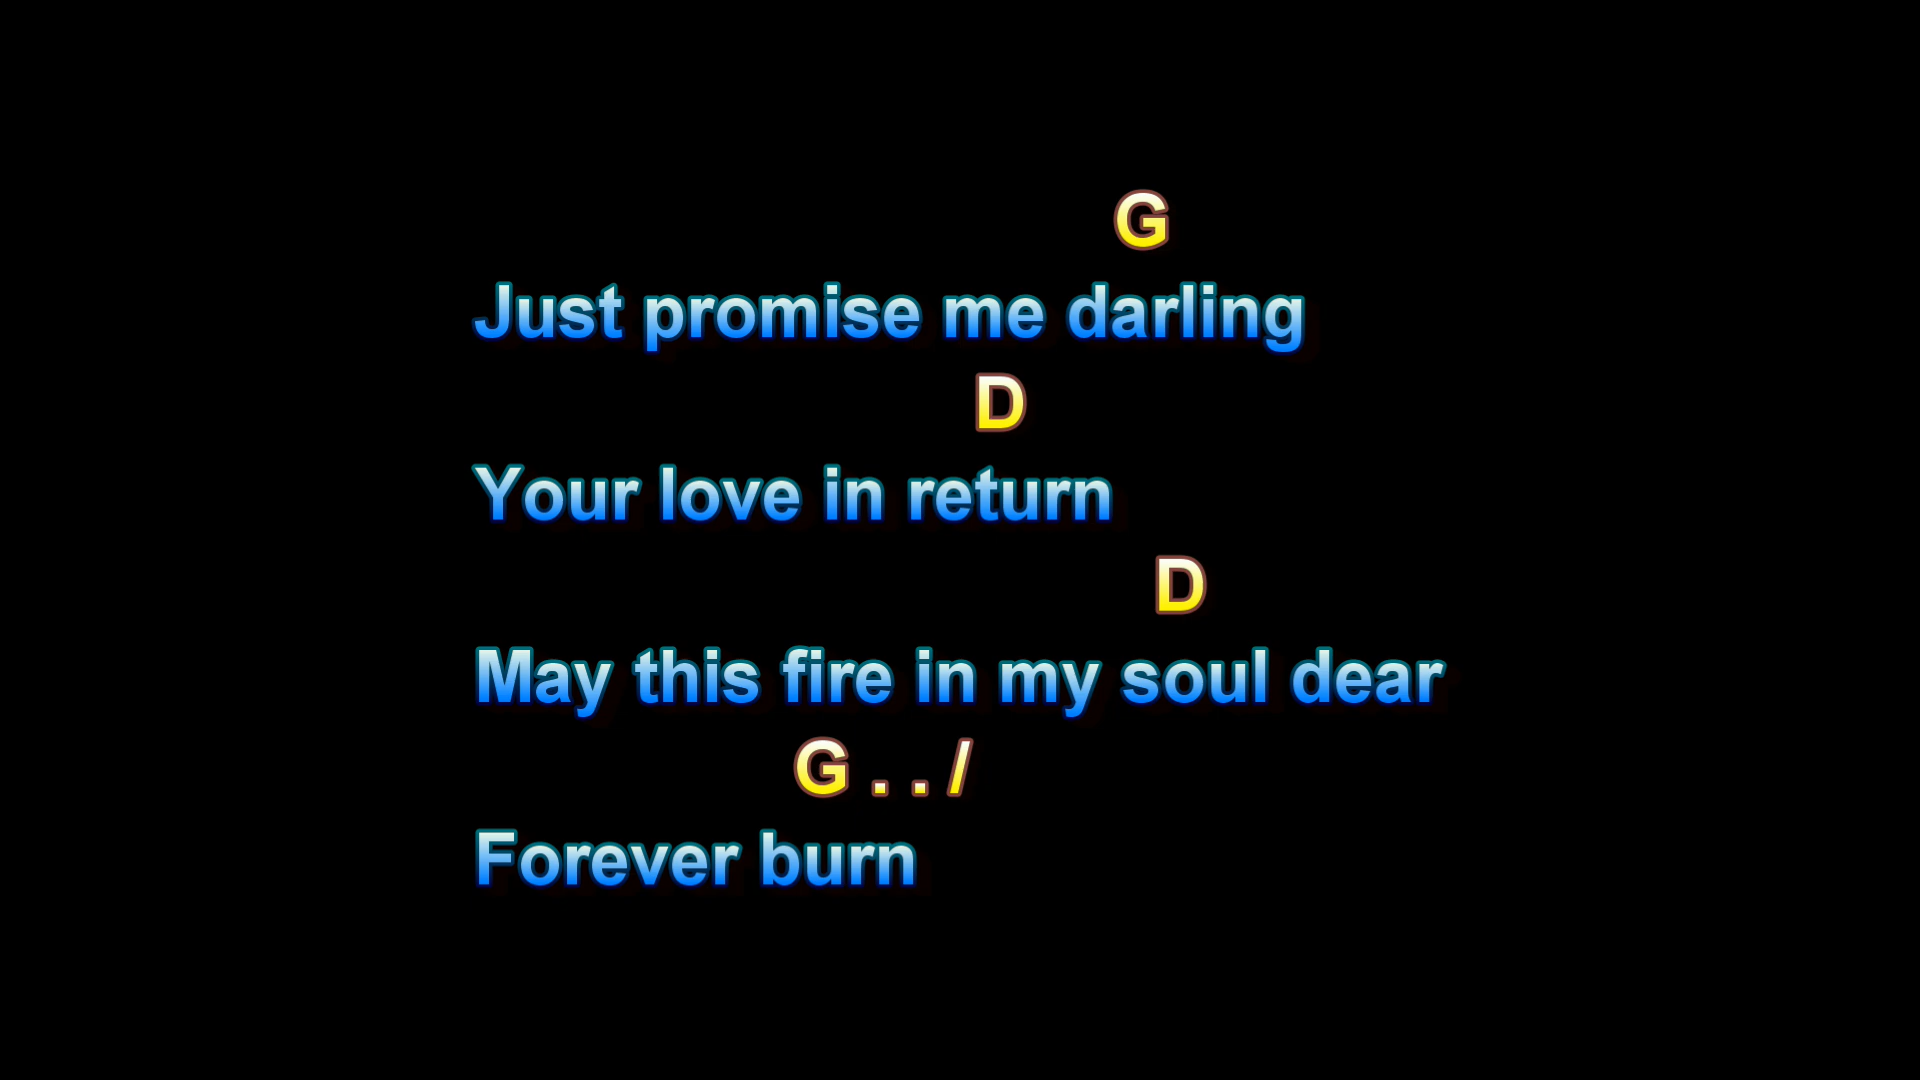 G
Just promise me darling
D
Your love in return
D
May this fire in my soul dear
G . . /
Forever burn